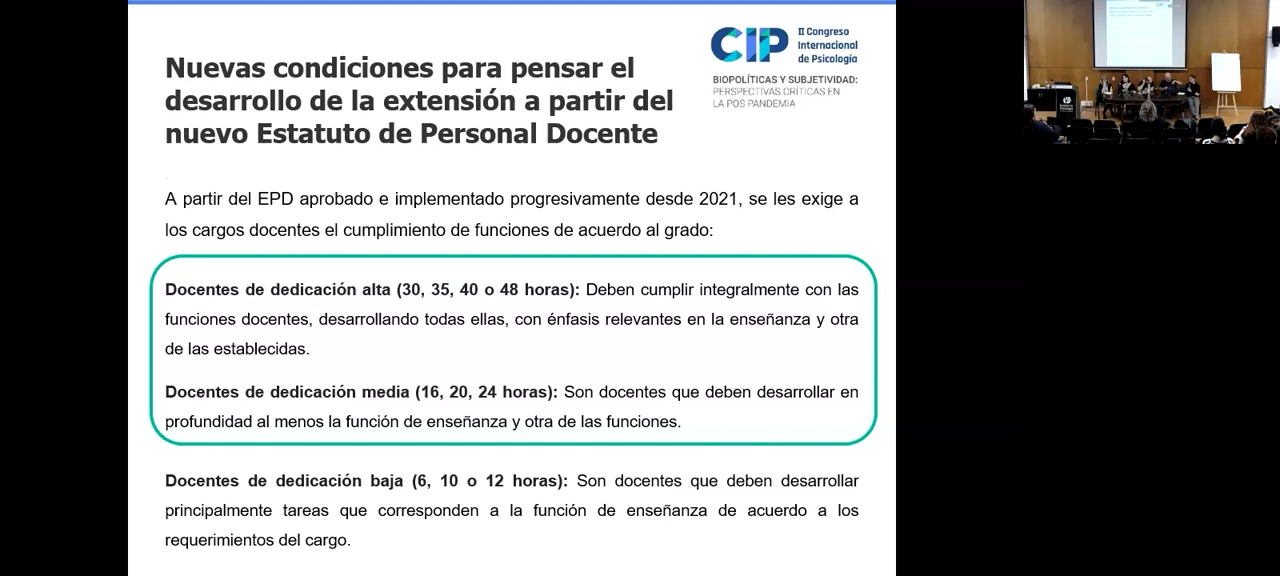 Nuevas condiciones para pensar el
desarrollo de la extensión a partir del
nuevo Estatuto de Personal Docente
CIP
II Congreso
Internacional
de Psicología
BIOPOLÍTICAS Y SUBJETIVIDAD:
PERSPECTIVAS CRÍTICAS EN
LA POS PANDEMIA
A partir del EPD aprobado e implementado progresivamente desde 2021, se les exige a
los cargos docentes el cumplimiento de funciones de acuerdo al grado:
Docentes de dedicación alta (30, 35, 40 o 48 horas): Deben cumplir integralmente con las
funciones docentes, desarrollando todas ellas, con énfasis relevantes en la enseñanza y otra
de las establecidas.
Docentes de dedicación media (16, 20, 24 horas): Son docentes que deben desarrollar en
profundidad al menos la función de enseñanza y otra de las funciones.
Docentes de dedicación baja (6, 10 o 12 horas): Son docentes que deben desarrollar
principalmente tareas que corresponden a la función de enseñanza de acuerdo a los
requerimientos del cargo.